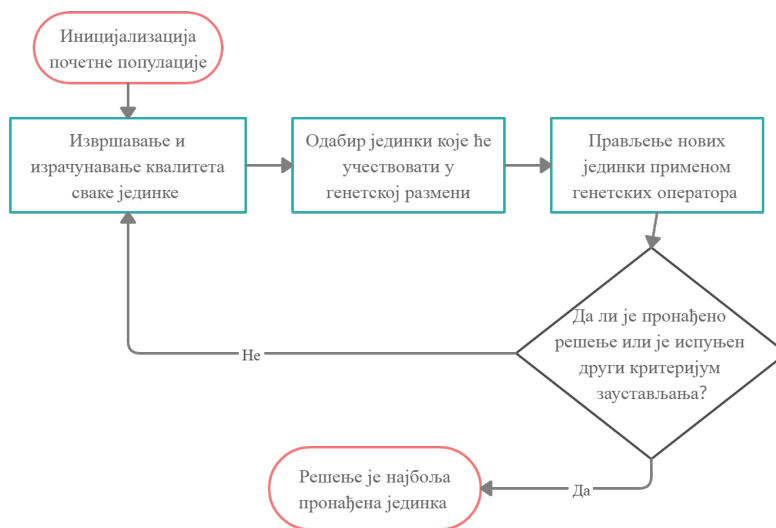 Иницијализација
почетне популације
Извршавање и
израчунавање квалитета
сваке јединке
Одабир јединки које ће
учествовати у
генетској размени
Прављење нових
јединки применом
генетских оператора
Да ли је пронађено
решење или је испуњен
други критеријум
заустављања?
Не
Да
Решење је најбоља
пронађена јединка